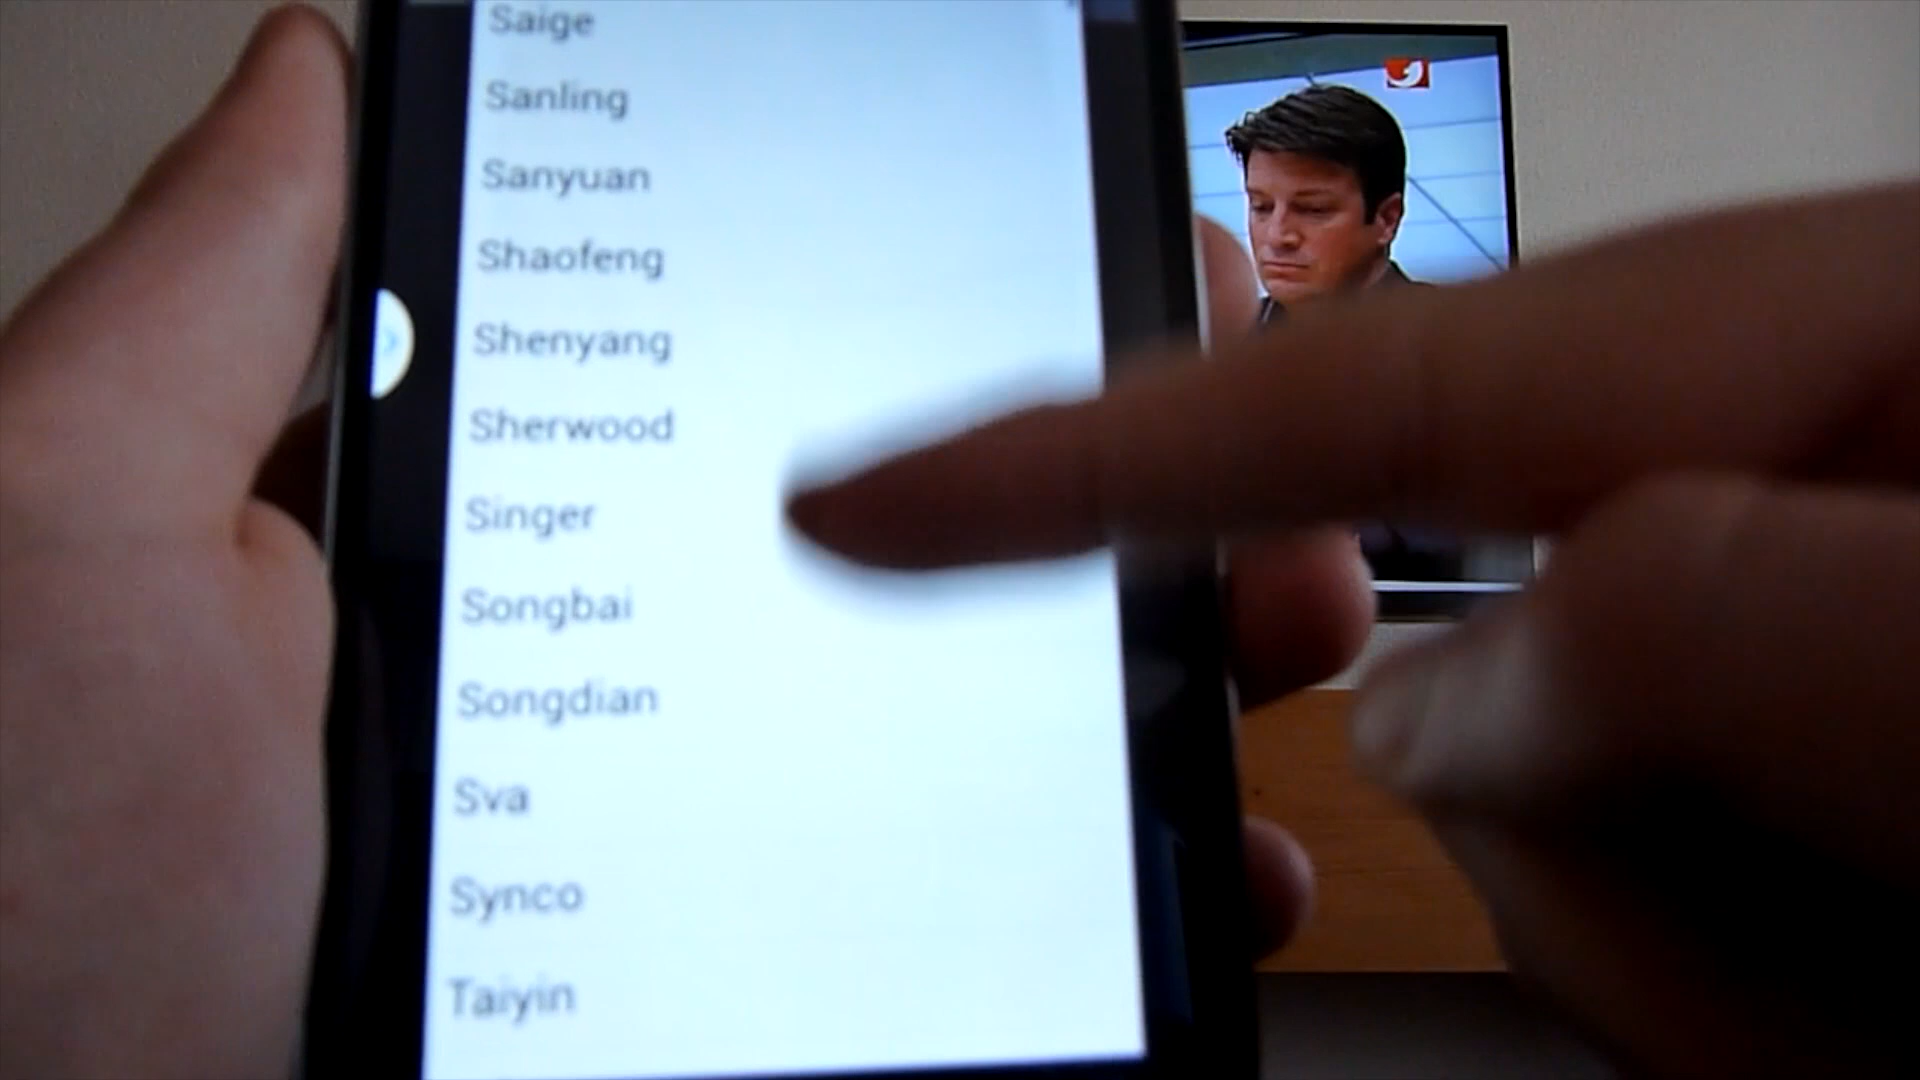 Saige
Sanling
Sanyuan
Shaofeng
Shenyang
Sherwood
Singer
Songbai
Songdian
Sva
Synco
Taiyin